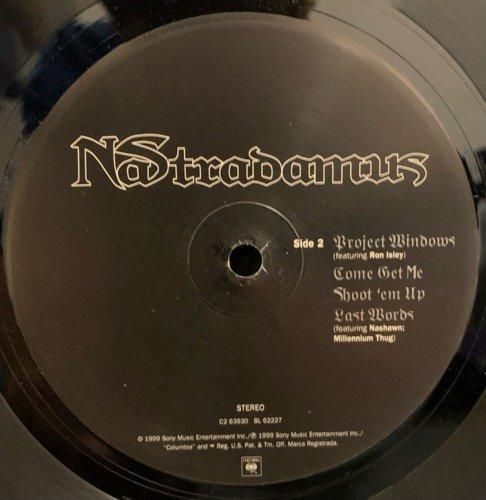 NaStradamus
Side 2 Project Windows
(featuring Ron Isley)
Come Get Me
Shoot 'em Up
Last Words
(featuring Nashawn;
Millennium Thug)
STEREO
C2 63930 BL 62227
© 1999 Sony Music Entertainment Inc./℗ 1999 Sony Music Entertainment Inc./
"Columbia" and Reg. U.S. Pat. & Tm. Off. Marca Registrada.
COLUMBIA